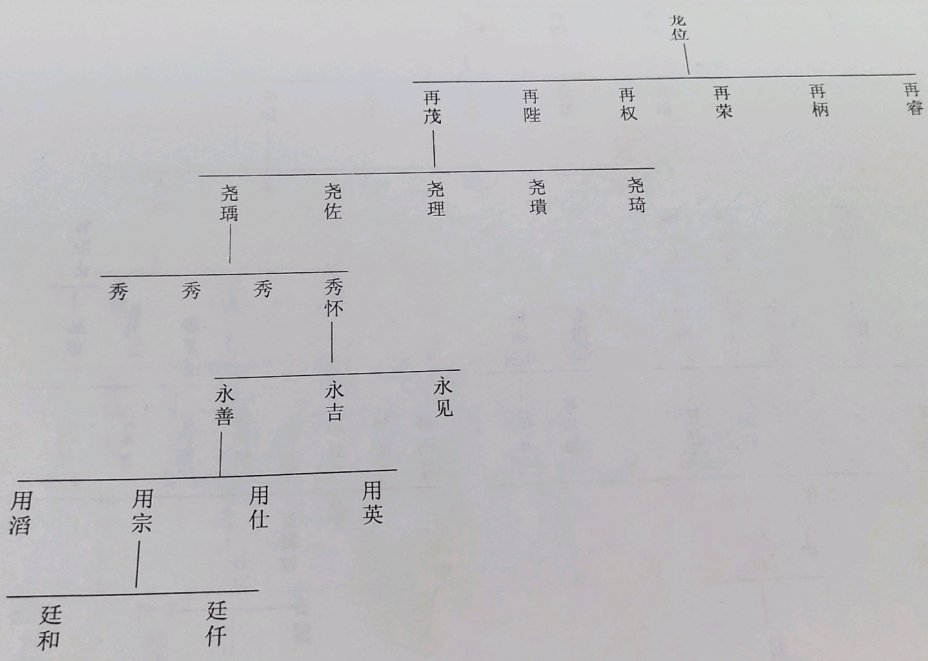 龙位
再茂 再陛 再权 再荣 再柄 再睿
尧瑀 尧佐 尧理 尧璝 尧琦
秀 秀 秀 秀怀
永善 永吉 永见
用滔 用宗 用仕 用英
廷和 廷仟